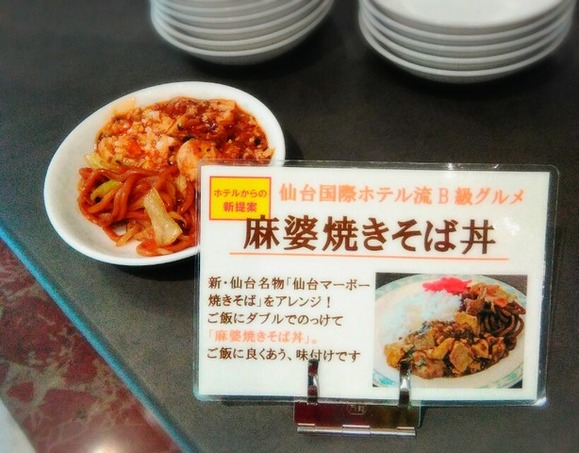 ホテルからの
新提案
仙台国際ホテル流B級グルメ
麻婆焼きそば丼
新・仙台名物「仙台マーボー
焼きそば」をアレンジ！
ご飯にダブルでのっけて
「麻婆焼きそば丼」。
ご飯に良くあう、味付けです